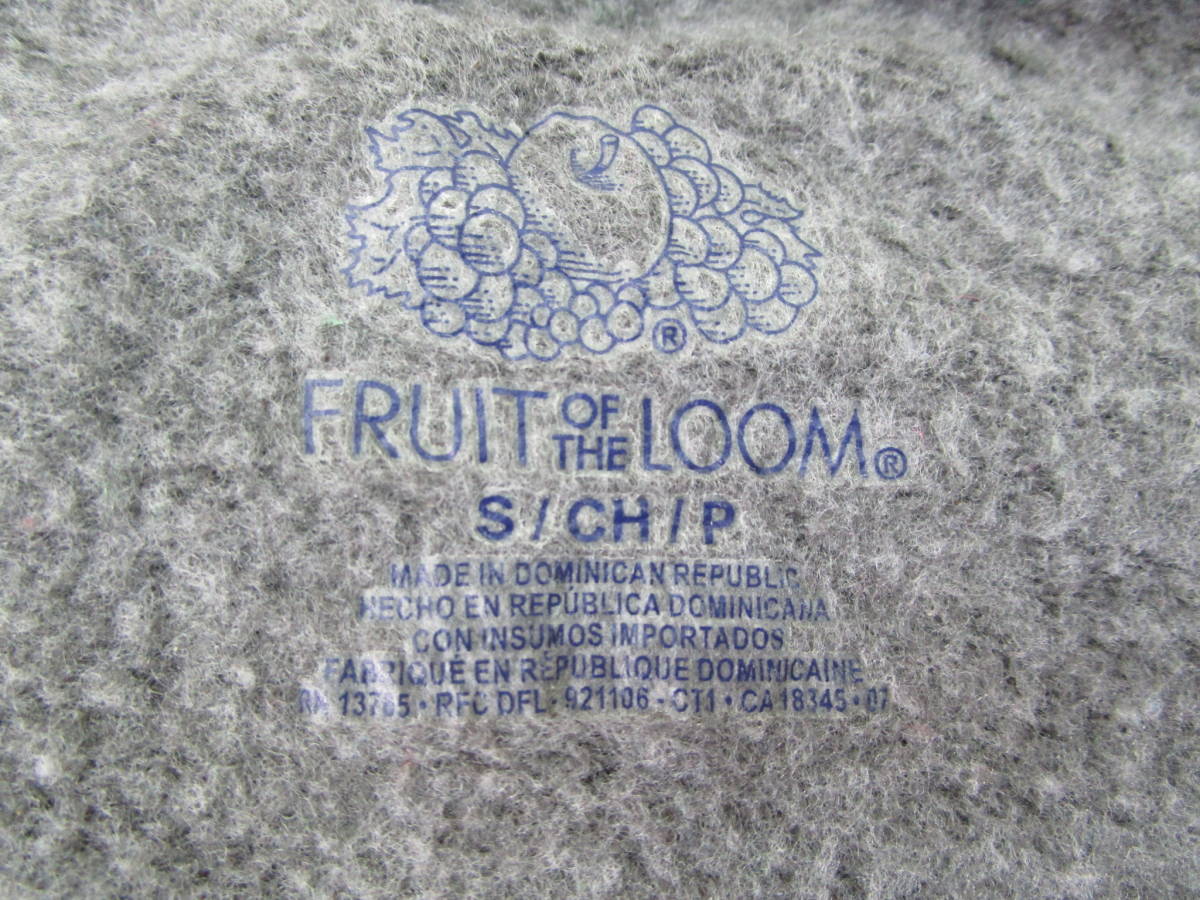 ®
FRUIT OF THE LOOM®
S / CH / P
MADE IN DOMINICAN REPUBLIC
HECHO EN REPÚBLICA DOMINICANA
CON INSUMOS IMPORTADOS
FABRIQUÉ EN RÉPUBLIQUE DOMINICAINE
RN 13765 • RFC DFL - 921106 - CT1 • CA 18345 • 07